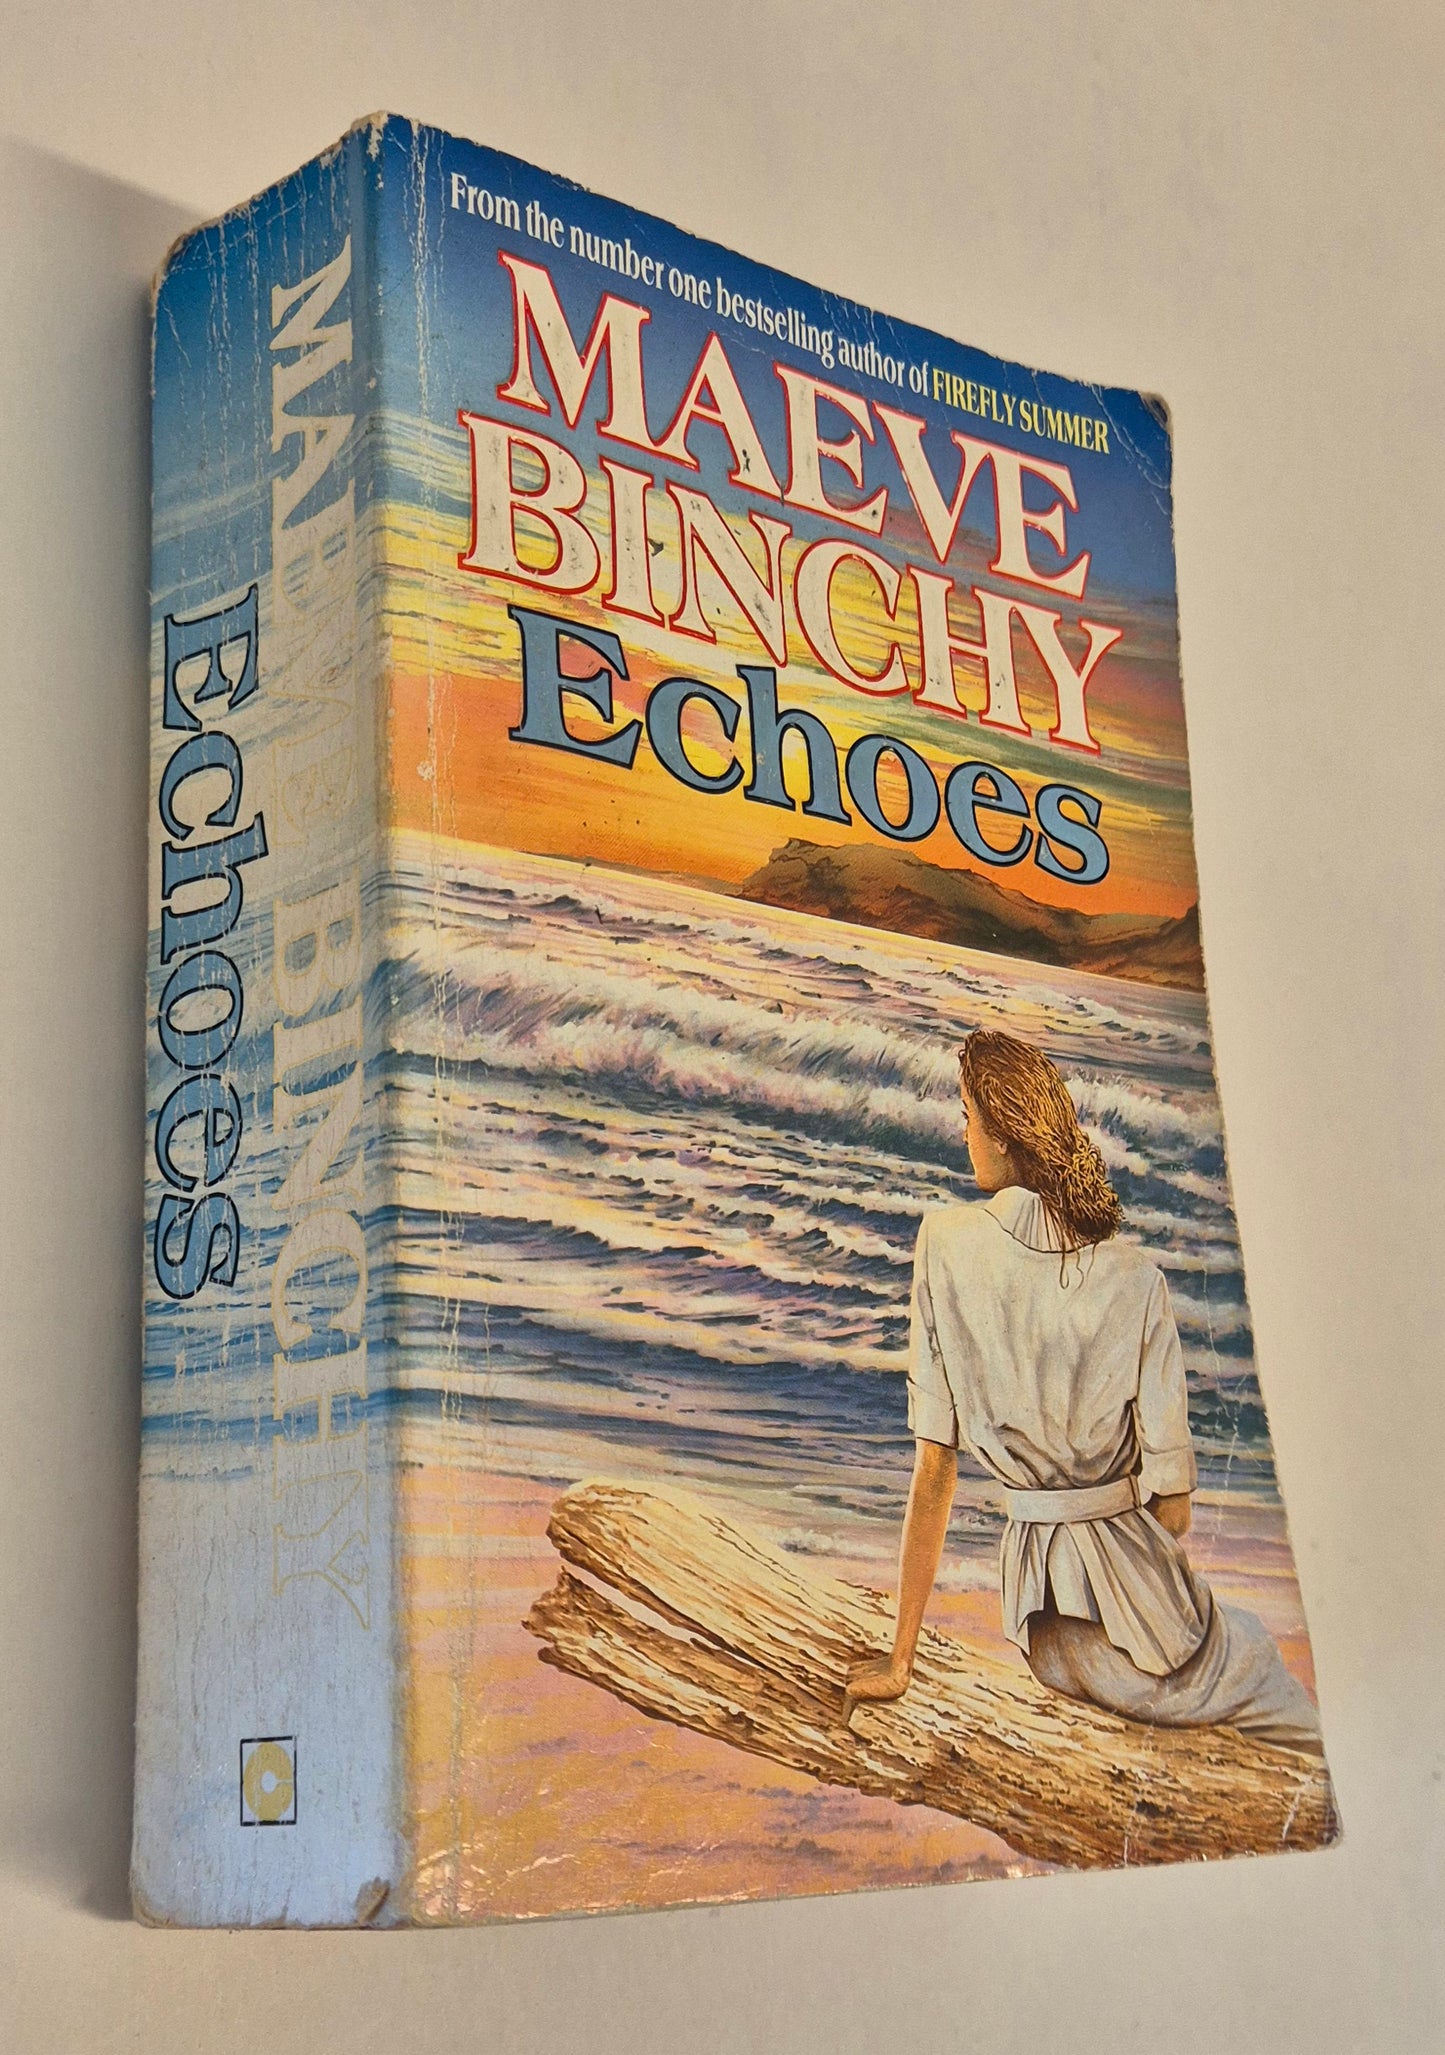 From the number one bestselling author of FIREFLY SUMMER
MAEVE
BINCHY
Echoes
MAEVE BINCHY
Echoes
C